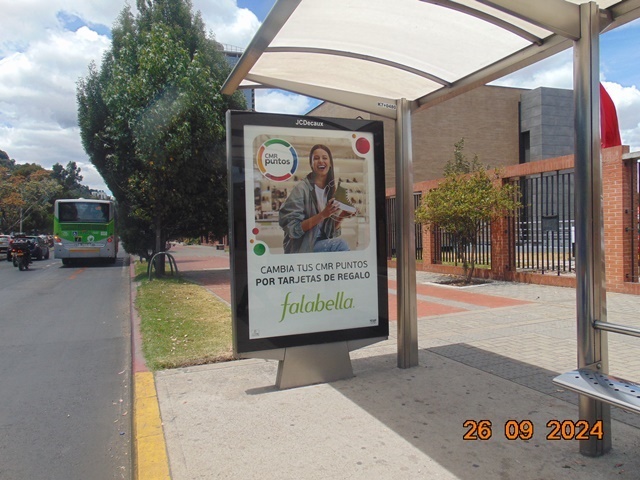 JCDecaux
CMR
puntos
CAMBIA TUS CMR PUNTOS
POR TARJETAS DE REGALO
falabella.
26 09 2024